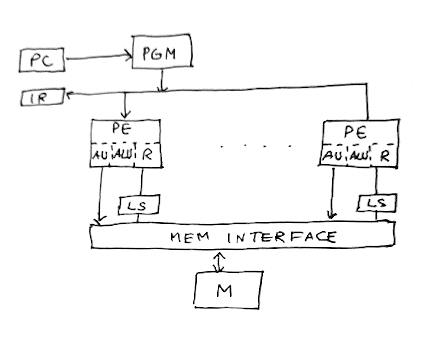 PC
PGM
IR
PE
AU ALU R
PE
AU ALU R
LS
LS
MEM INTERFACE
M